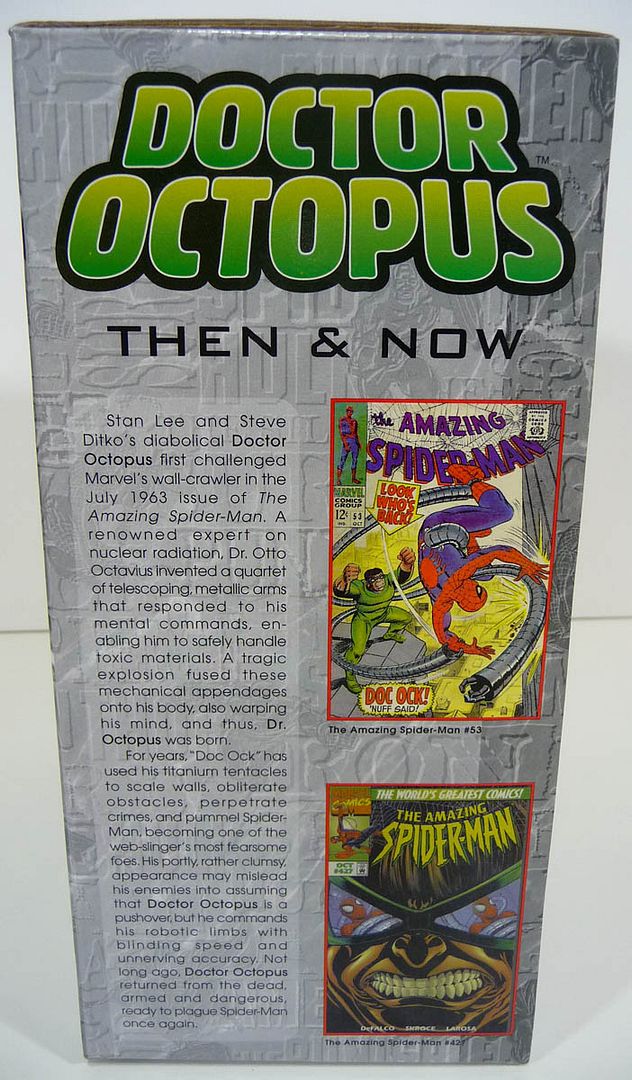 DOCTOR
OCTOPUS
TM
THEN & NOW
Stan Lee and Steve
Ditko's diabolical Doctor
Octopus first challenged
Marvel's wall-crawler in the
July 1963 issue of The
Amazing Spider-Man. A
renowned expert on
nuclear radiation, Dr. Otto
Octavius invented a quartet
of telescoping, metallic arms
that responded to his
mental commands, en-
abling him to safely handle
toxic materials. A tragic
explosion fused these
mechanical appendages
onto his body, also warping
his mind, and thus, Dr.
Octopus was born.
For years, "Doc Ock" has
used his titanium tentacles
to scale walls, obliterate
obstacles, perpetrate
crimes, and pummel Spider-
Man, becoming one of the
web-slinger's most fearsome
foes. His portly, rather clumsy,
appearance may mislead
his enemies into assuming
that Doctor Octopus is a
pushover, but he commands
his robotic limbs with
blinding speed and
unnerving accuracy. Not
long ago, Doctor Octopus
returned from the dead,
armed and dangerous,
ready to plague Spider-Man
once again.
the AMAZING
SPIDER-MAN
MARVEL
COMICS
GROUP
12¢ 53
IND. OCT
LOOK
WHO'S
BACK!
DOC OCK!
'NUFF SAID!
The Amazing Spider-Man #53
THE WORLD'S GREATEST COMICS!
COMICS
THE AMAZING
SPIDER-MAN
OCT
#427
DeFALCO SKROCE LAROSA
The Amazing Spider-Man #427